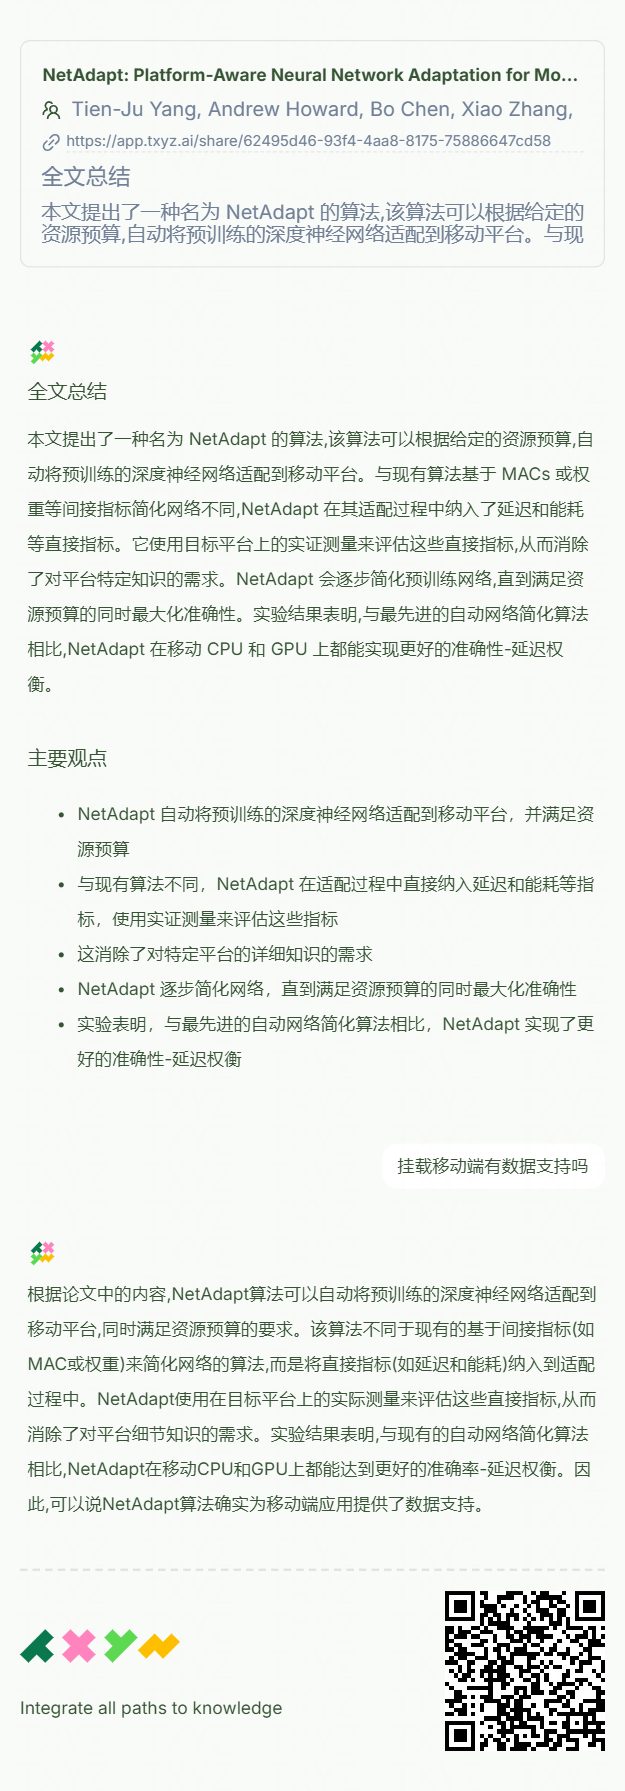 NetAdapt: Platform-Aware Neural Network Adaptation for Mo...
Tien-Ju Yang, Andrew Howard, Bo Chen, Xiao Zhang,
https://app.txyz.ai/share/62495d46-93f4-4aa8-8175-75886647cd58
全文总结
本文提出了一种名为 NetAdapt 的算法,该算法可以根据给定的
资源预算,自动将预训练的深度神经网络适配到移动平台。与现
全文总结
本文提出了一种名为 NetAdapt 的算法,该算法可以根据给定的资源预算,自
动将预训练的深度神经网络适配到移动平台。与现有算法基于 MACs 或权
重等间接指标简化网络不同,NetAdapt 在其适配过程中纳入了延迟和能耗
等直接指标。它使用目标平台上的实证测量来评估这些直接指标,从而消除
了对平台特定知识的需求。NetAdapt 会逐步简化预训练网络,直到满足资
源预算的同时最大化准确性。实验结果表明,与最先进的自动网络简化算法
相比,NetAdapt 在移动 CPU 和 GPU 上都能实现更好的准确性-延迟权
衡。
主要观点
• NetAdapt 自动将预训练的深度神经网络适配到移动平台，并满足资
源预算
• 与现有算法不同，NetAdapt 在适配过程中直接纳入延迟和能耗等指
标，使用实证测量来评估这些指标
• 这消除了对特定平台的详细知识的需求
• NetAdapt 逐步简化网络，直到满足资源预算的同时最大化准确性
• 实验表明，与最先进的自动网络简化算法相比，NetAdapt 实现了更
好的准确性-延迟权衡
挂载移动端有数据支持吗
根据论文中的内容,NetAdapt算法可以自动将预训练的深度神经网络适配到
移动平台,同时满足资源预算的要求。该算法不同于现有的基于间接指标(如
MAC或权重)来简化网络的算法,而是将直接指标(如延迟和能耗)纳入到适配
过程中。NetAdapt使用在目标平台上的实际测量来评估这些直接指标,从而
消除了对平台细节知识的需求。实验结果表明,与现有的自动网络简化算法
相比,NetAdapt在移动CPU和GPU上都能达到更好的准确率-延迟权衡。因
此,可以说NetAdapt算法确实为移动端应用提供了数据支持。
Integrate all paths to knowledge